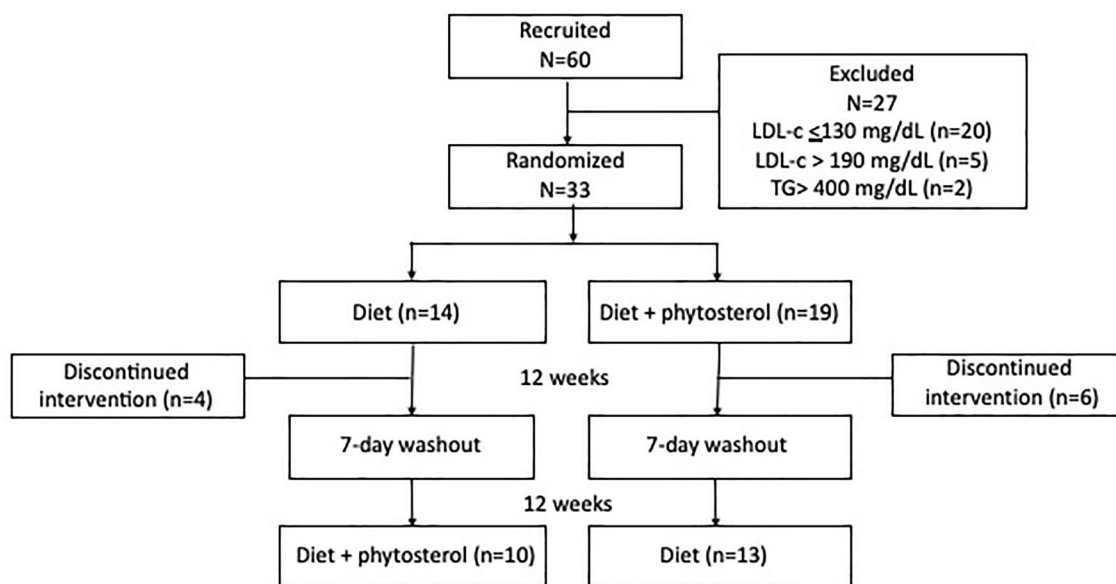 Recruited
N=60
Excluded
N=27
LDL-c ≤130 mg/dL (n=20)
LDL-c > 190 mg/dL (n=5)
TG> 400 mg/dL (n=2)
Randomized
N=33
Diet (n=14)
Diet + phytosterol (n=19)
Discontinued
intervention (n=4)
12 weeks
Discontinued
intervention (n=6)
7-day washout
7-day washout
12 weeks
Diet + phytosterol (n=10)
Diet (n=13)